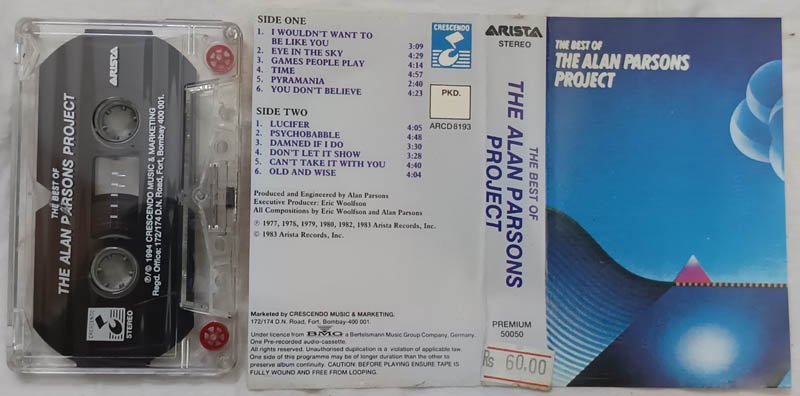 ARISTA
THE BEST OF
THE ALAN PARSONS PROJECT
℗/© 1994 CRESCENDO MUSIC & MARKETING
Regd. Office: 172/174 D.N. Road, Fort, Bombay 400 001.
CRESCENDO
STEREO
SIDE ONE
1. I WOULDN'T WANT TO
BE LIKE YOU 3:09
2. EYE IN THE SKY 4:29
3. GAMES PEOPLE PLAY 4:14
4. TIME 4:57
5. PYRAMANIA 2:40
6. YOU DON'T BELIEVE 4:23
SIDE TWO
1. LUCIFER 4:05
2. PSYCHOBABBLE 4:48
3. DAMNED IF I DO 3:30
4. DON'T LET IT SHOW 3:28
5. CAN'T TAKE IT WITH YOU 4:40
6. OLD AND WISE 4:04
Produced and Engineered by Alan Parsons
Executive Producer: Eric Woolfson
All Compositions by Eric Woolfson and Alan Parsons
℗ 1977, 1978, 1979, 1980, 1982, 1983 Arista Records, Inc.
© 1983 Arista Records, Inc.
CRESCENDO
PKD.
ARCD 8193
Marketed by CRESCENDO MUSIC & MARKETING.
172/174 D.N. Road, Fort, Bombay-400 001.
Under licence from BMG a Bertelsmann Music Group Company, Germany.
One Pre-recorded audio-cassette.
All rights reserved. Unauthorised duplication is a violation of applicable law.
One side of this programme may be of longer duration than the other to
preserve album continuity. CAUTION: BEFORE PLAYING ENSURE TAPE IS
FULLY WOUND AND FREE FROM LOOPING.
ARISTA
STEREO
THE BEST OF
THE ALAN PARSONS
PROJECT
PREMIUM
50050
Rs 60.00
THE BEST OF
THE ALAN PARSONS
PROJECT